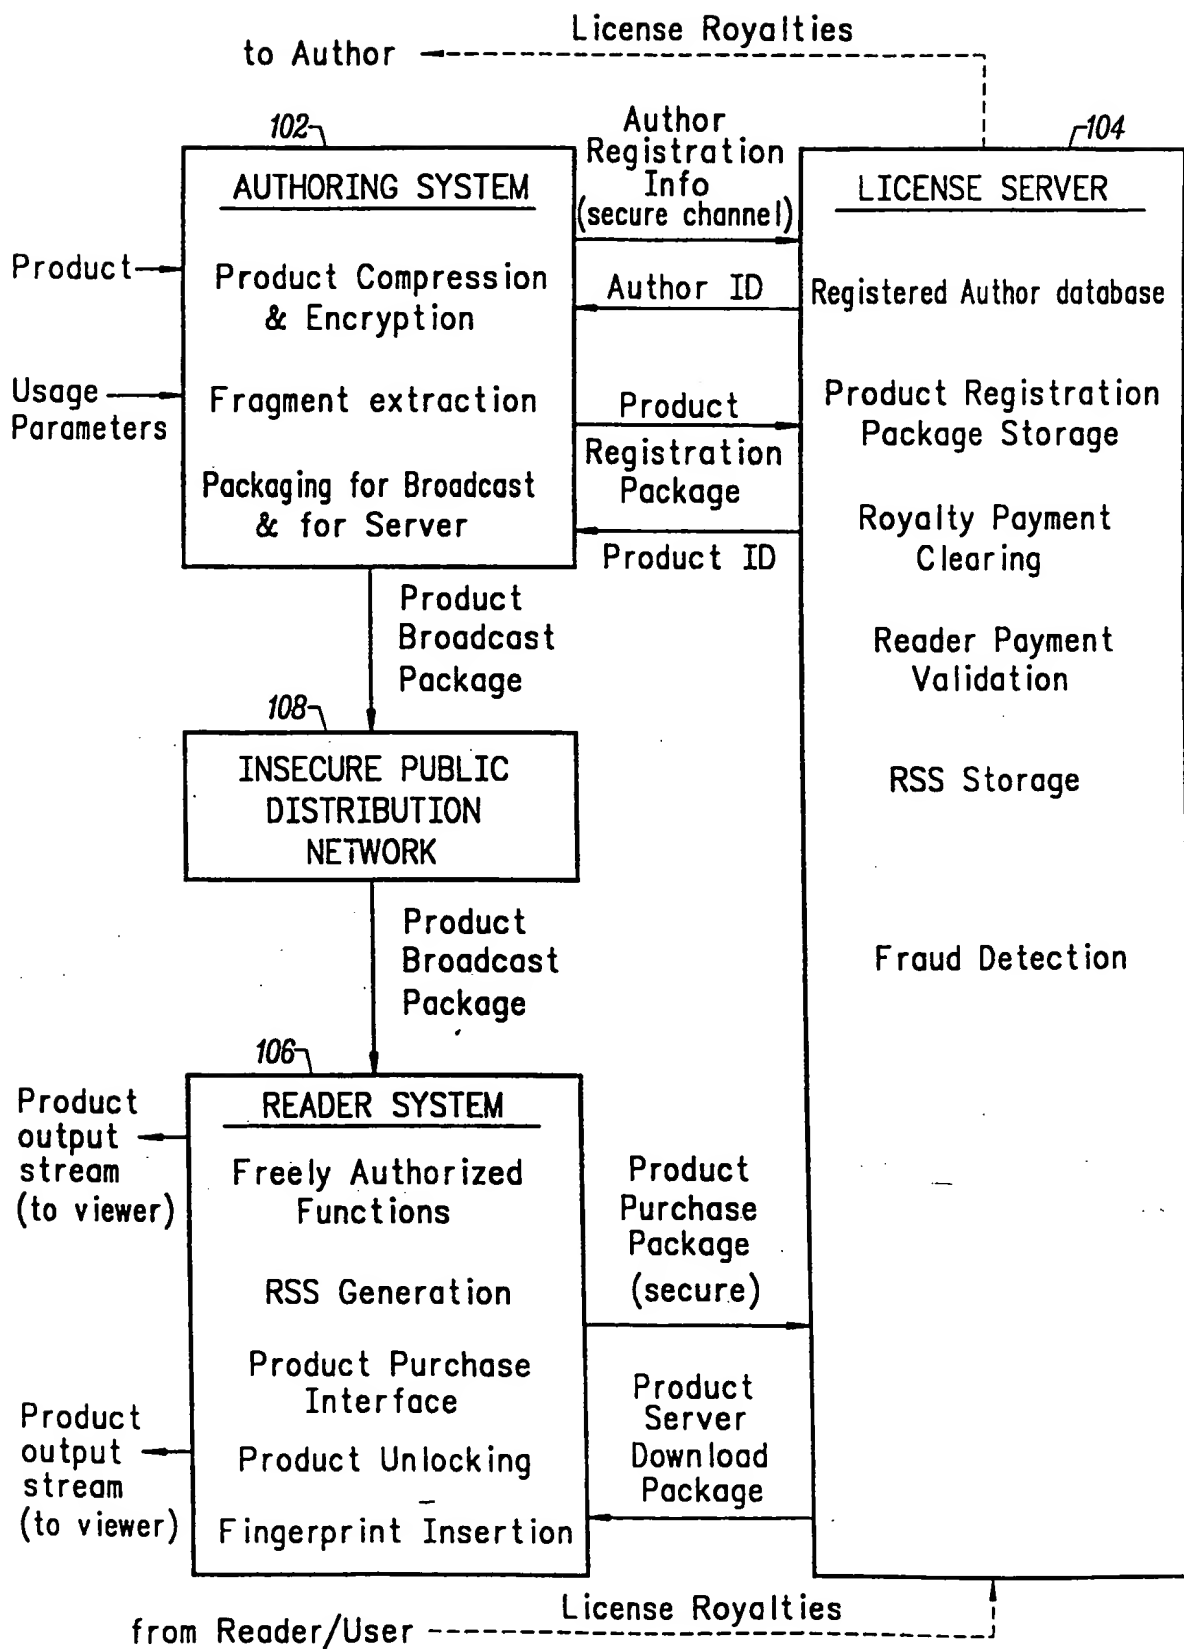 License Royalties
to Author
102
AUTHORING SYSTEM
Product Compression
& Encryption
Fragment extraction
Packaging for Broadcast
& for Server
Product
Usage
Parameters
Author
Registration
Info
(secure channel)
Author ID
Product
Registration
Package
Product ID
104
LICENSE SERVER
Registered Author database
Product Registration
Package Storage
Royalty Payment
Clearing
Reader Payment
Validation
RSS Storage
Fraud Detection
Product
Broadcast
Package
108
INSECURE PUBLIC
DISTRIBUTION
NETWORK
Product
Broadcast
Package
106
READER SYSTEM
Freely Authorized
Functions
RSS Generation
Product Purchase
Interface
Product Unlocking
Fingerprint Insertion
Product
output
stream
(to viewer)
Product
output
stream
(to viewer)
Product
Purchase
Package
(secure)
Product
Server
Download
Package
License Royalties
from Reader/User